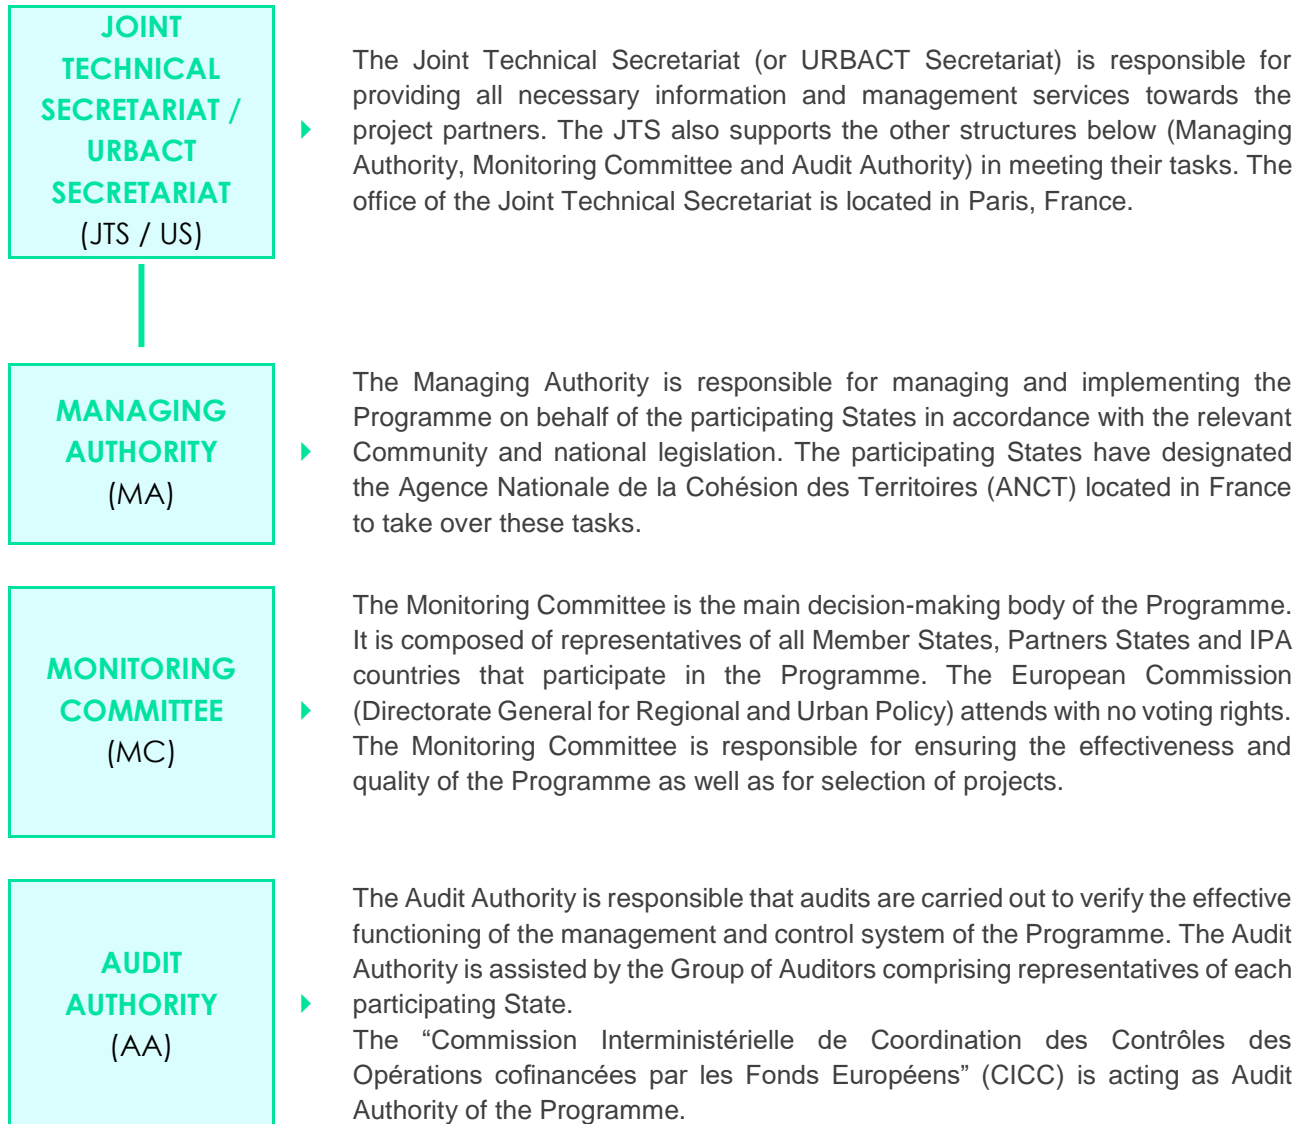 JOINT
TECHNICAL
SECRETARIAT /
URBACT
SECRETARIAT
(JTS / US)
The Joint Technical Secretariat (or URBACT Secretariat) is responsible for
providing all necessary information and management services towards the
project partners. The JTS also supports the other structures below (Managing
Authority, Monitoring Committee and Audit Authority) in meeting their tasks. The
office of the Joint Technical Secretariat is located in Paris, France.
MANAGING
AUTHORITY
(MA)
The Managing Authority is responsible for managing and implementing the
Programme on behalf of the participating States in accordance with the relevant
Community and national legislation. The participating States have designated
the Agence Nationale de la Cohésion des Territoires (ANCT) located in France
to take over these tasks.
MONITORING
COMMITTEE
(MC)
The Monitoring Committee is the main decision-making body of the Programme.
It is composed of representatives of all Member States, Partners States and IPA
countries that participate in the Programme. The European Commission
(Directorate General for Regional and Urban Policy) attends with no voting rights.
The Monitoring Committee is responsible for ensuring the effectiveness and
quality of the Programme as well as for selection of projects.
AUDIT
AUTHORITY
(AA)
The Audit Authority is responsible that audits are carried out to verify the effective
functioning of the management and control system of the Programme. The Audit
Authority is assisted by the Group of Auditors comprising representatives of each
participating State.
The “Commission Interministérielle de Coordination des Contrôles des
Opérations cofinancées par les Fonds Européens” (CICC) is acting as Audit
Authority of the Programme.